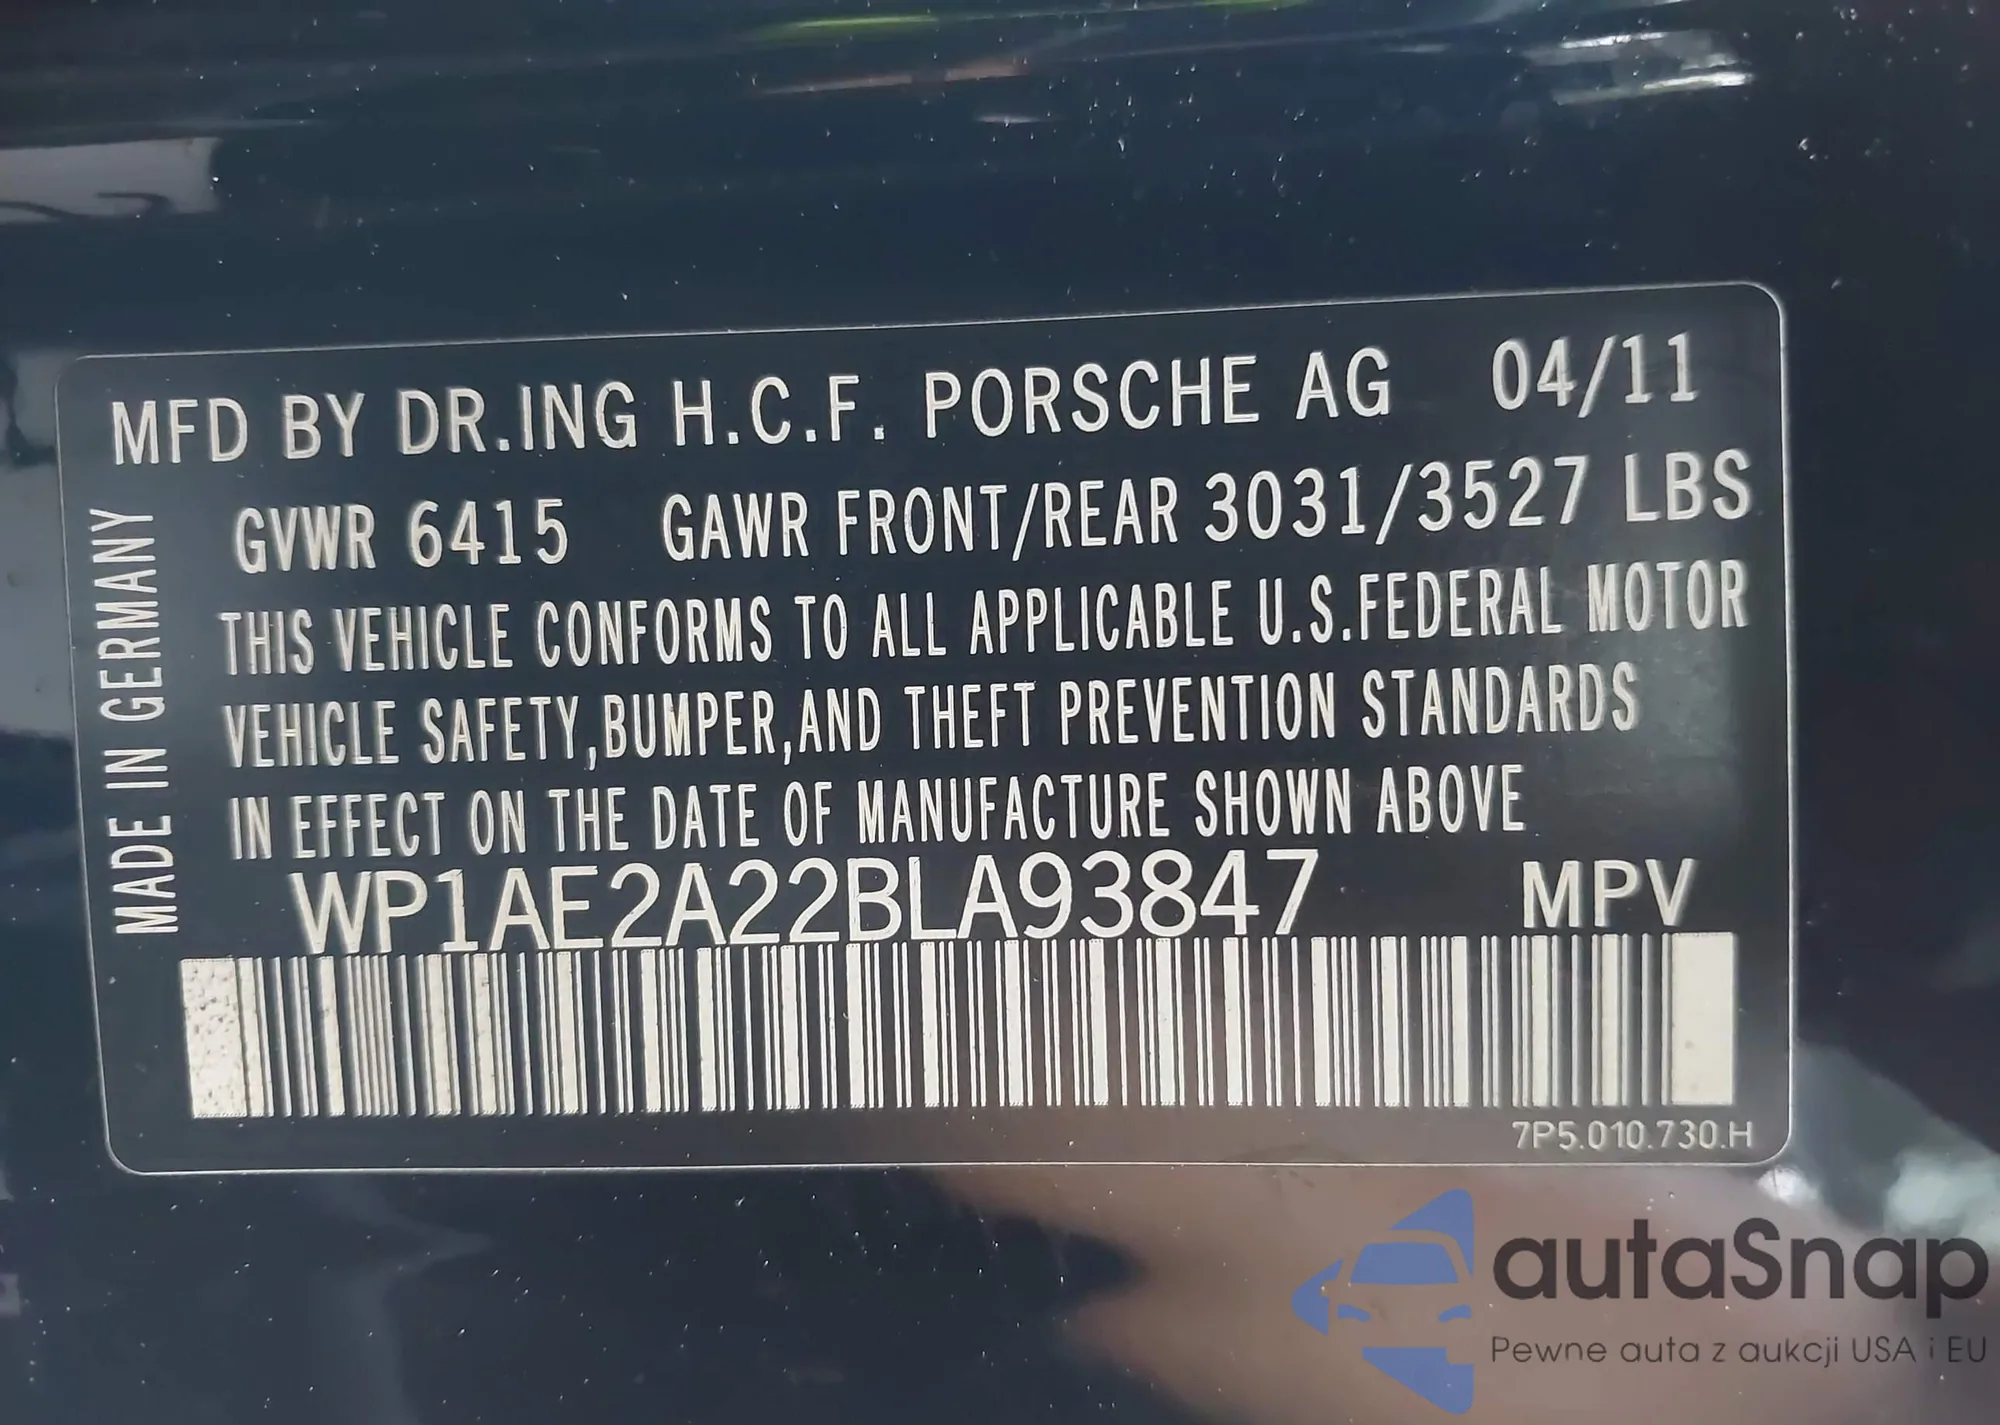 MFD BY DR.ING H.C.F. PORSCHE AG 04/11
GVWR 6415 GAWR FRONT/REAR 3031/3527 LBS
THIS VEHICLE CONFORMS TO ALL APPLICABLE U.S.FEDERAL MOTOR
VEHICLE SAFETY,BUMPER,AND THEFT PREVENTION STANDARDS
IN EFFECT ON THE DATE OF MANUFACTURE SHOWN ABOVE
WP1AE2A22BLA93847 MPV
MADE IN GERMANY
7P5.010.730.H
autaSnap
Pewne auta z aukcji USA i EU